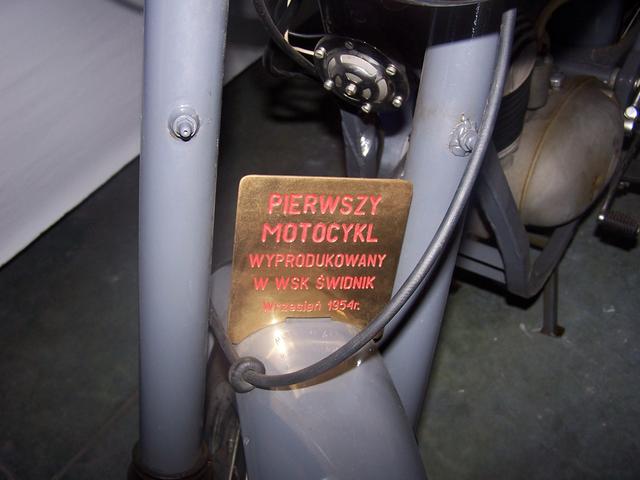 PIERWSZY
MOTOCYKL
WYPRODUKOWANY
W WSK ŚWIDNIK
Wrzesień 1954r.